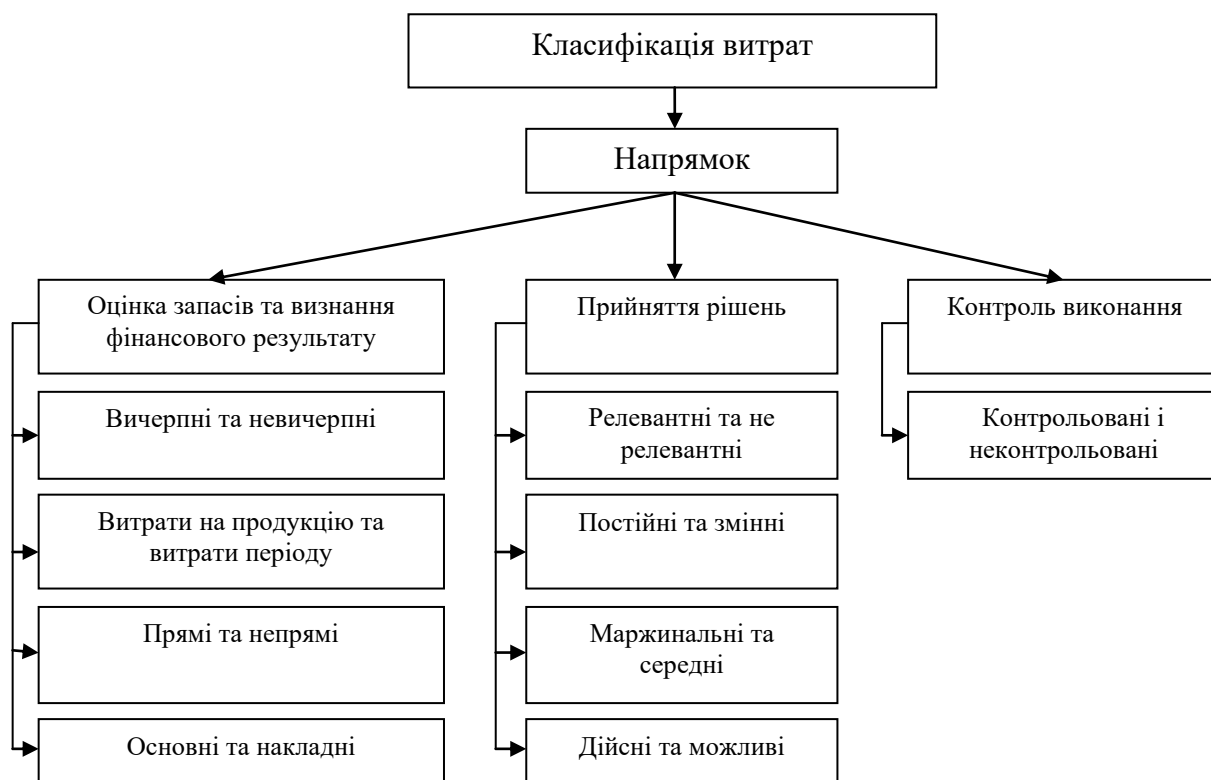 Класифікація витрат
Напрямок
Оцінка запасів та визнання
фінансового результату
Прийняття рішень
Контроль виконання
Вичерпні та невичерпні
Релевантні та не
релевантні
Контрольовані і
неконтрольовані
Витрати на продукцію та
витрати періоду
Постійні та змінні
Прямі та непрямі
Маржинальні та
середні
Основні та накладні
Дійсні та можливі